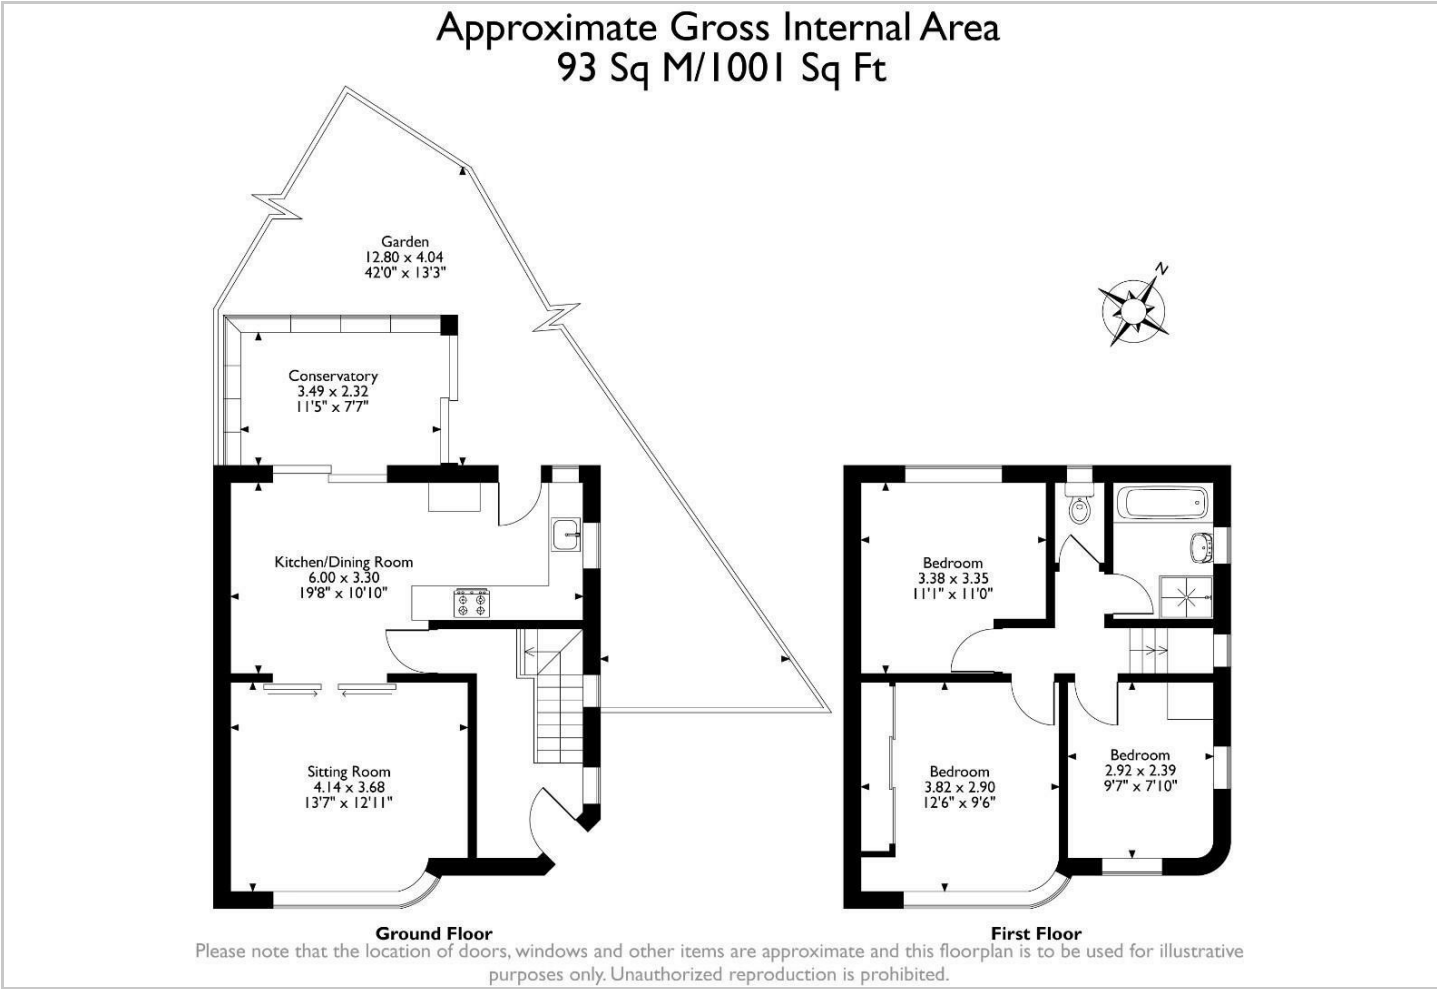 Approximate Gross Internal Area
93 Sq M/1001 Sq Ft
Garden
12.80 x 4.04
42'0" x 13'3"
N
Conservatory
3.49 x 2.32
11'5" x 7'7"
Kitchen/Dining Room
6.00 x 3.30
19'8" x 10'10"
Bedroom
3.38 x 3.35
11'1" x 11'0"
Sitting Room
4.14 x 3.68
13'7" x 12'11"
Bedroom
3.82 x 2.90
12'6" x 9'6"
Bedroom
2.92 x 2.39
9'7" x 7'10"
Ground Floor
First Floor
Please note that the location of doors, windows and other items are approximate and this floorplan is to be used for illustrative
purposes only. Unauthorized reproduction is prohibited.